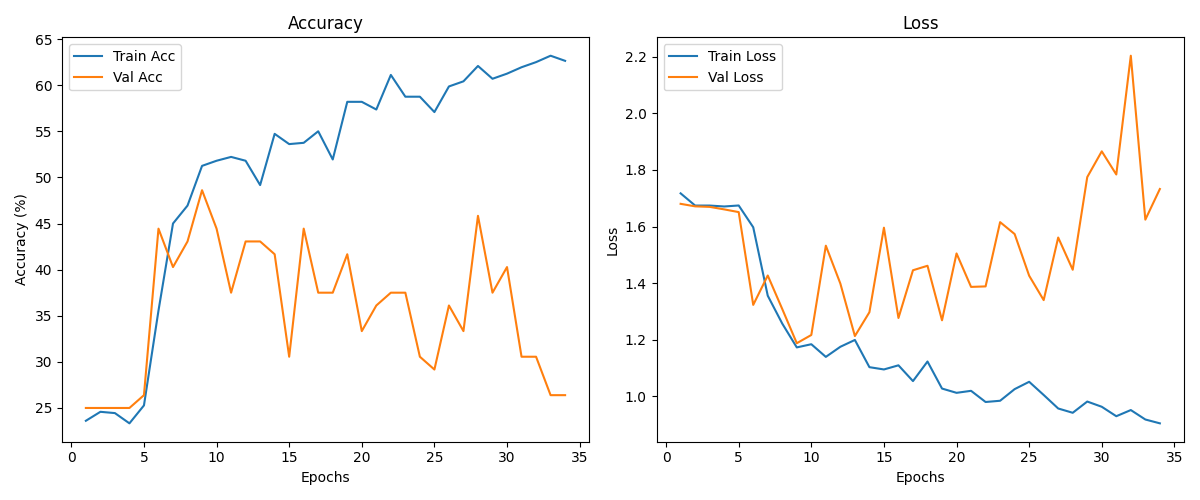 Accuracy
Train Acc
Val Acc
Accuracy (%)
65
60
55
50
45
40
35
30
25
0 5 10 15 20 25 30 35
Epochs
Loss
Train Loss
Val Loss
Loss
2.2
2.0
1.8
1.6
1.4
1.2
1.0
0 5 10 15 20 25 30 35
Epochs